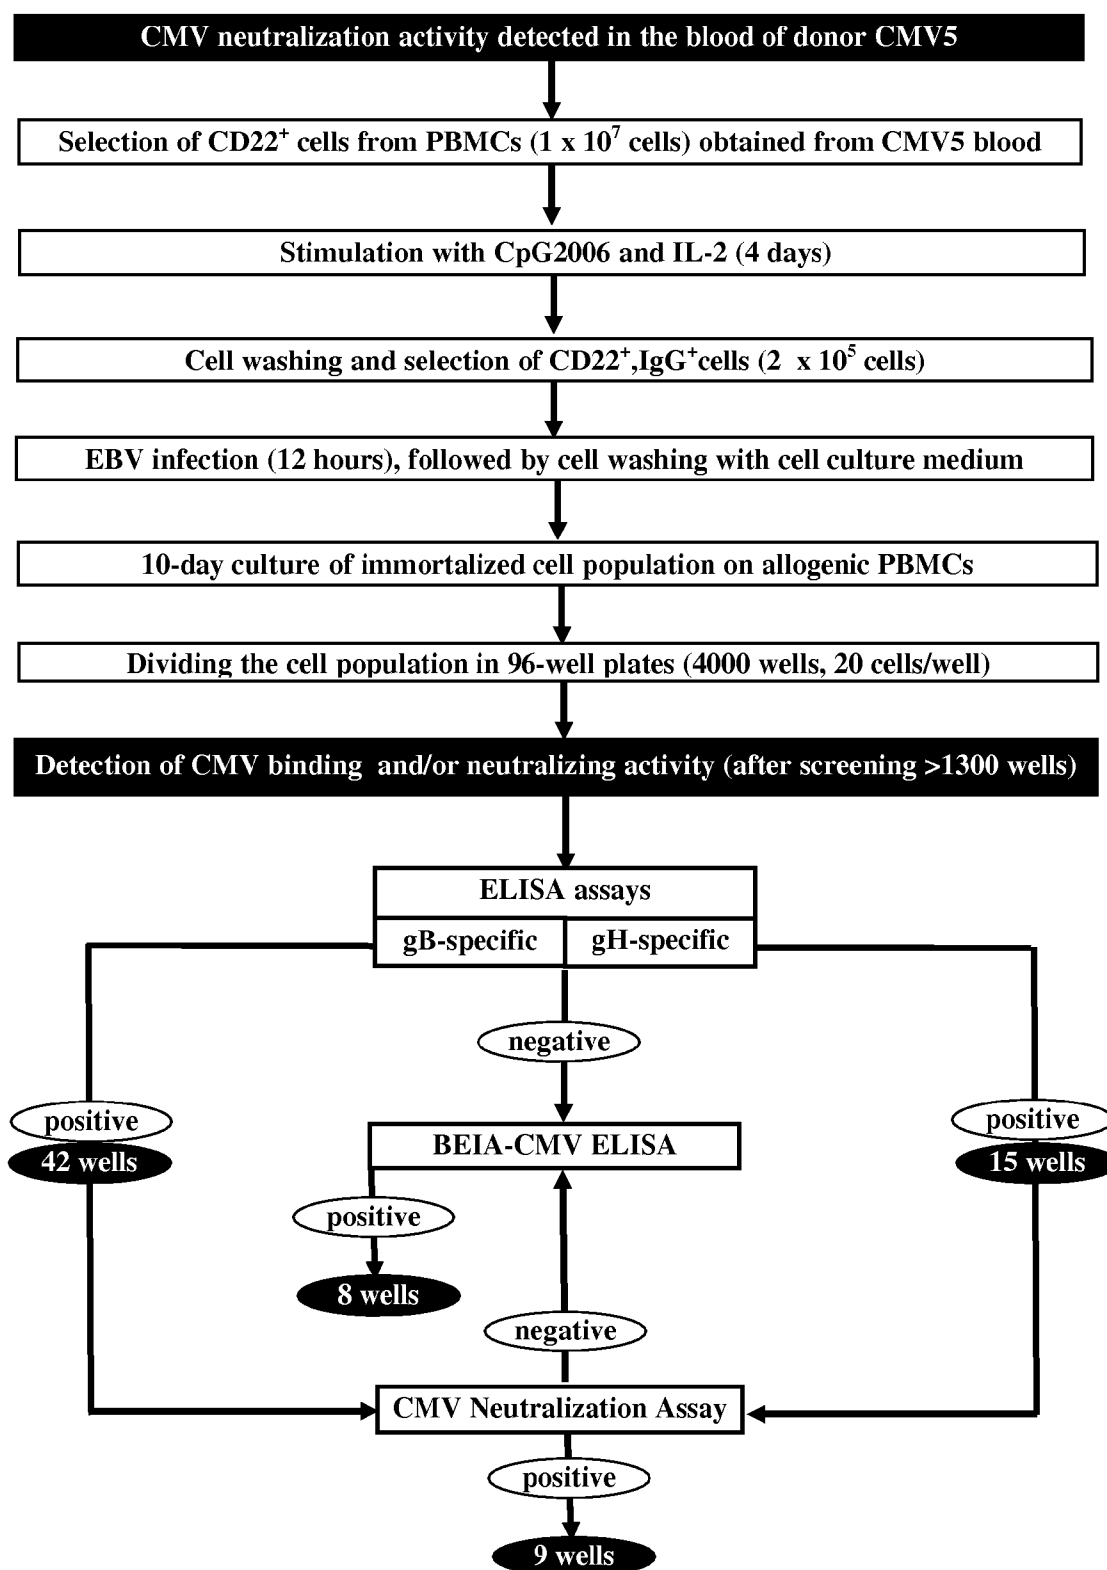 CMV neutralization activity detected in the blood of donor CMV5
Selection of CD22⁺ cells from PBMCs (1 x 10⁷ cells) obtained from CMV5 blood
Stimulation with CpG2006 and IL-2 (4 days)
Cell washing and selection of CD22⁺,IgG⁺cells (2 x 10⁵ cells)
EBV infection (12 hours), followed by cell washing with cell culture medium
10-day culture of immortalized cell population on allogenic PBMCs
Dividing the cell population in 96-well plates (4000 wells, 20 cells/well)
Detection of CMV binding and/or neutralizing activity (after screening >1300 wells)
ELISA assays
gB-specific
gH-specific
negative
positive
42 wells
positive
15 wells
BEIA-CMV ELISA
positive
8 wells
negative
CMV Neutralization Assay
positive
9 wells